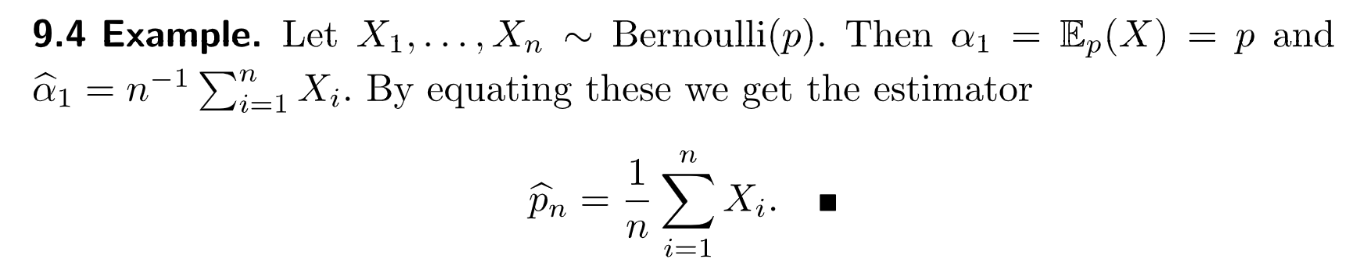 9.4 Example. Let X₁, . . . , Xₙ ∼ Bernoulli(p). Then α₁ = 𝔼ₚ(X) = p and
α̂₁ = n⁻¹ ∑ⁿᵢ₌₁ Xᵢ. By equating these we get the estimator
p̂ₙ = \frac{1}{n} ∑ⁿᵢ₌₁ Xᵢ. ■